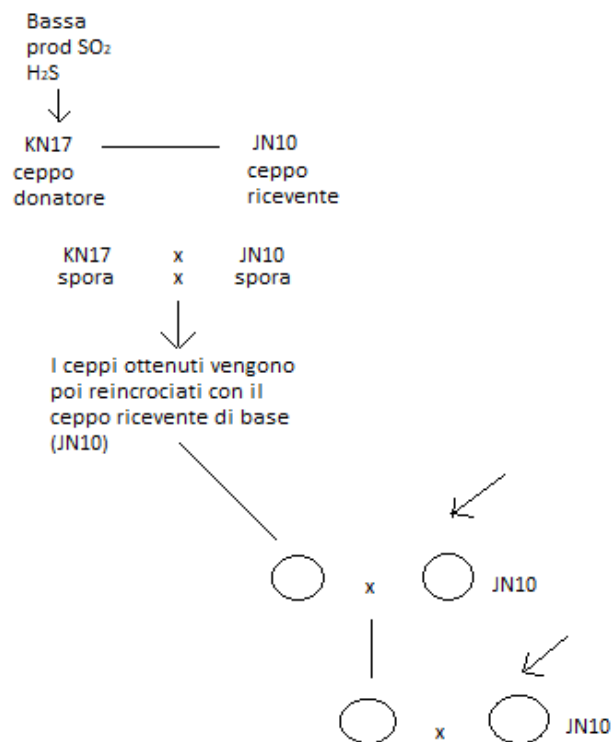 Bassa
prod SO₂
H₂S
KN17 JN10
ceppo ceppo
donatore ricevente
KN17 x JN10
spora x spora
I ceppi ottenuti vengono
poi reincrociati con il
ceppo ricevente di base
(JN10)
x JN10
x JN10